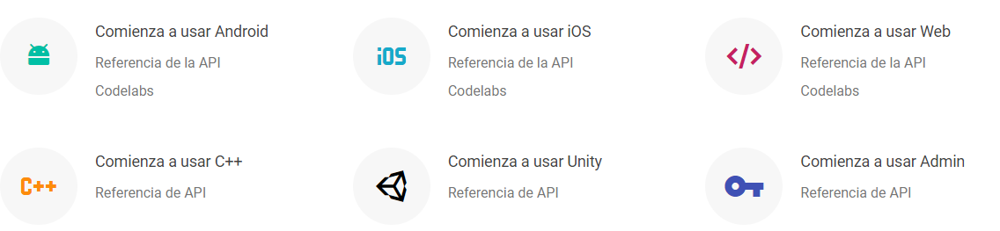 Comienza a usar Android
Referencia de la API
Codelabs
iOS
Comienza a usar iOS
Referencia de la API
Codelabs
</>
Comienza a usar Web
Referencia de la API
Codelabs
C++
Comienza a usar C++
Referencia de API
Comienza a usar Unity
Referencia de API
Comienza a usar Admin
Referencia de API